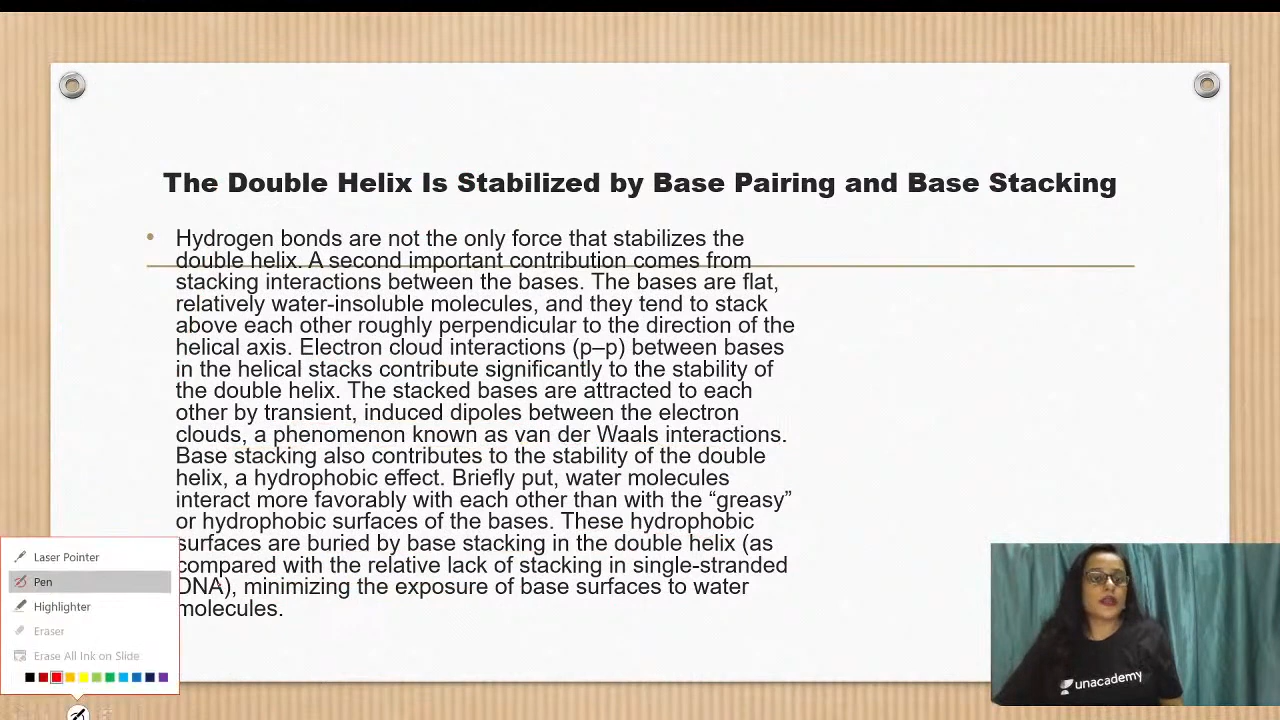 The Double Helix Is Stabilized by Base Pairing and Base Stacking
• Hydrogen bonds are not the only force that stabilizes the
double helix. A second important contribution comes from
stacking interactions between the bases. The bases are flat,
relatively water-insoluble molecules, and they tend to stack
above each other roughly perpendicular to the direction of the
helical axis. Electron cloud interactions (p–p) between bases
in the helical stacks contribute significantly to the stability of
the double helix. The stacked bases are attracted to each
other by transient, induced dipoles between the electron
clouds, a phenomenon known as van der Waals interactions.
Base stacking also contributes to the stability of the double
helix, a hydrophobic effect. Briefly put, water molecules
interact more favorably with each other than with the “greasy”
or hydrophobic surfaces of the bases. These hydrophobic
surfaces are buried by base stacking in the double helix (as
compared with the relative lack of stacking in single-stranded
DNA), minimizing the exposure of base surfaces to water
molecules.
Laser Pointer
Pen
Highlighter
Eraser
Erase All Ink on Slide
unacademy